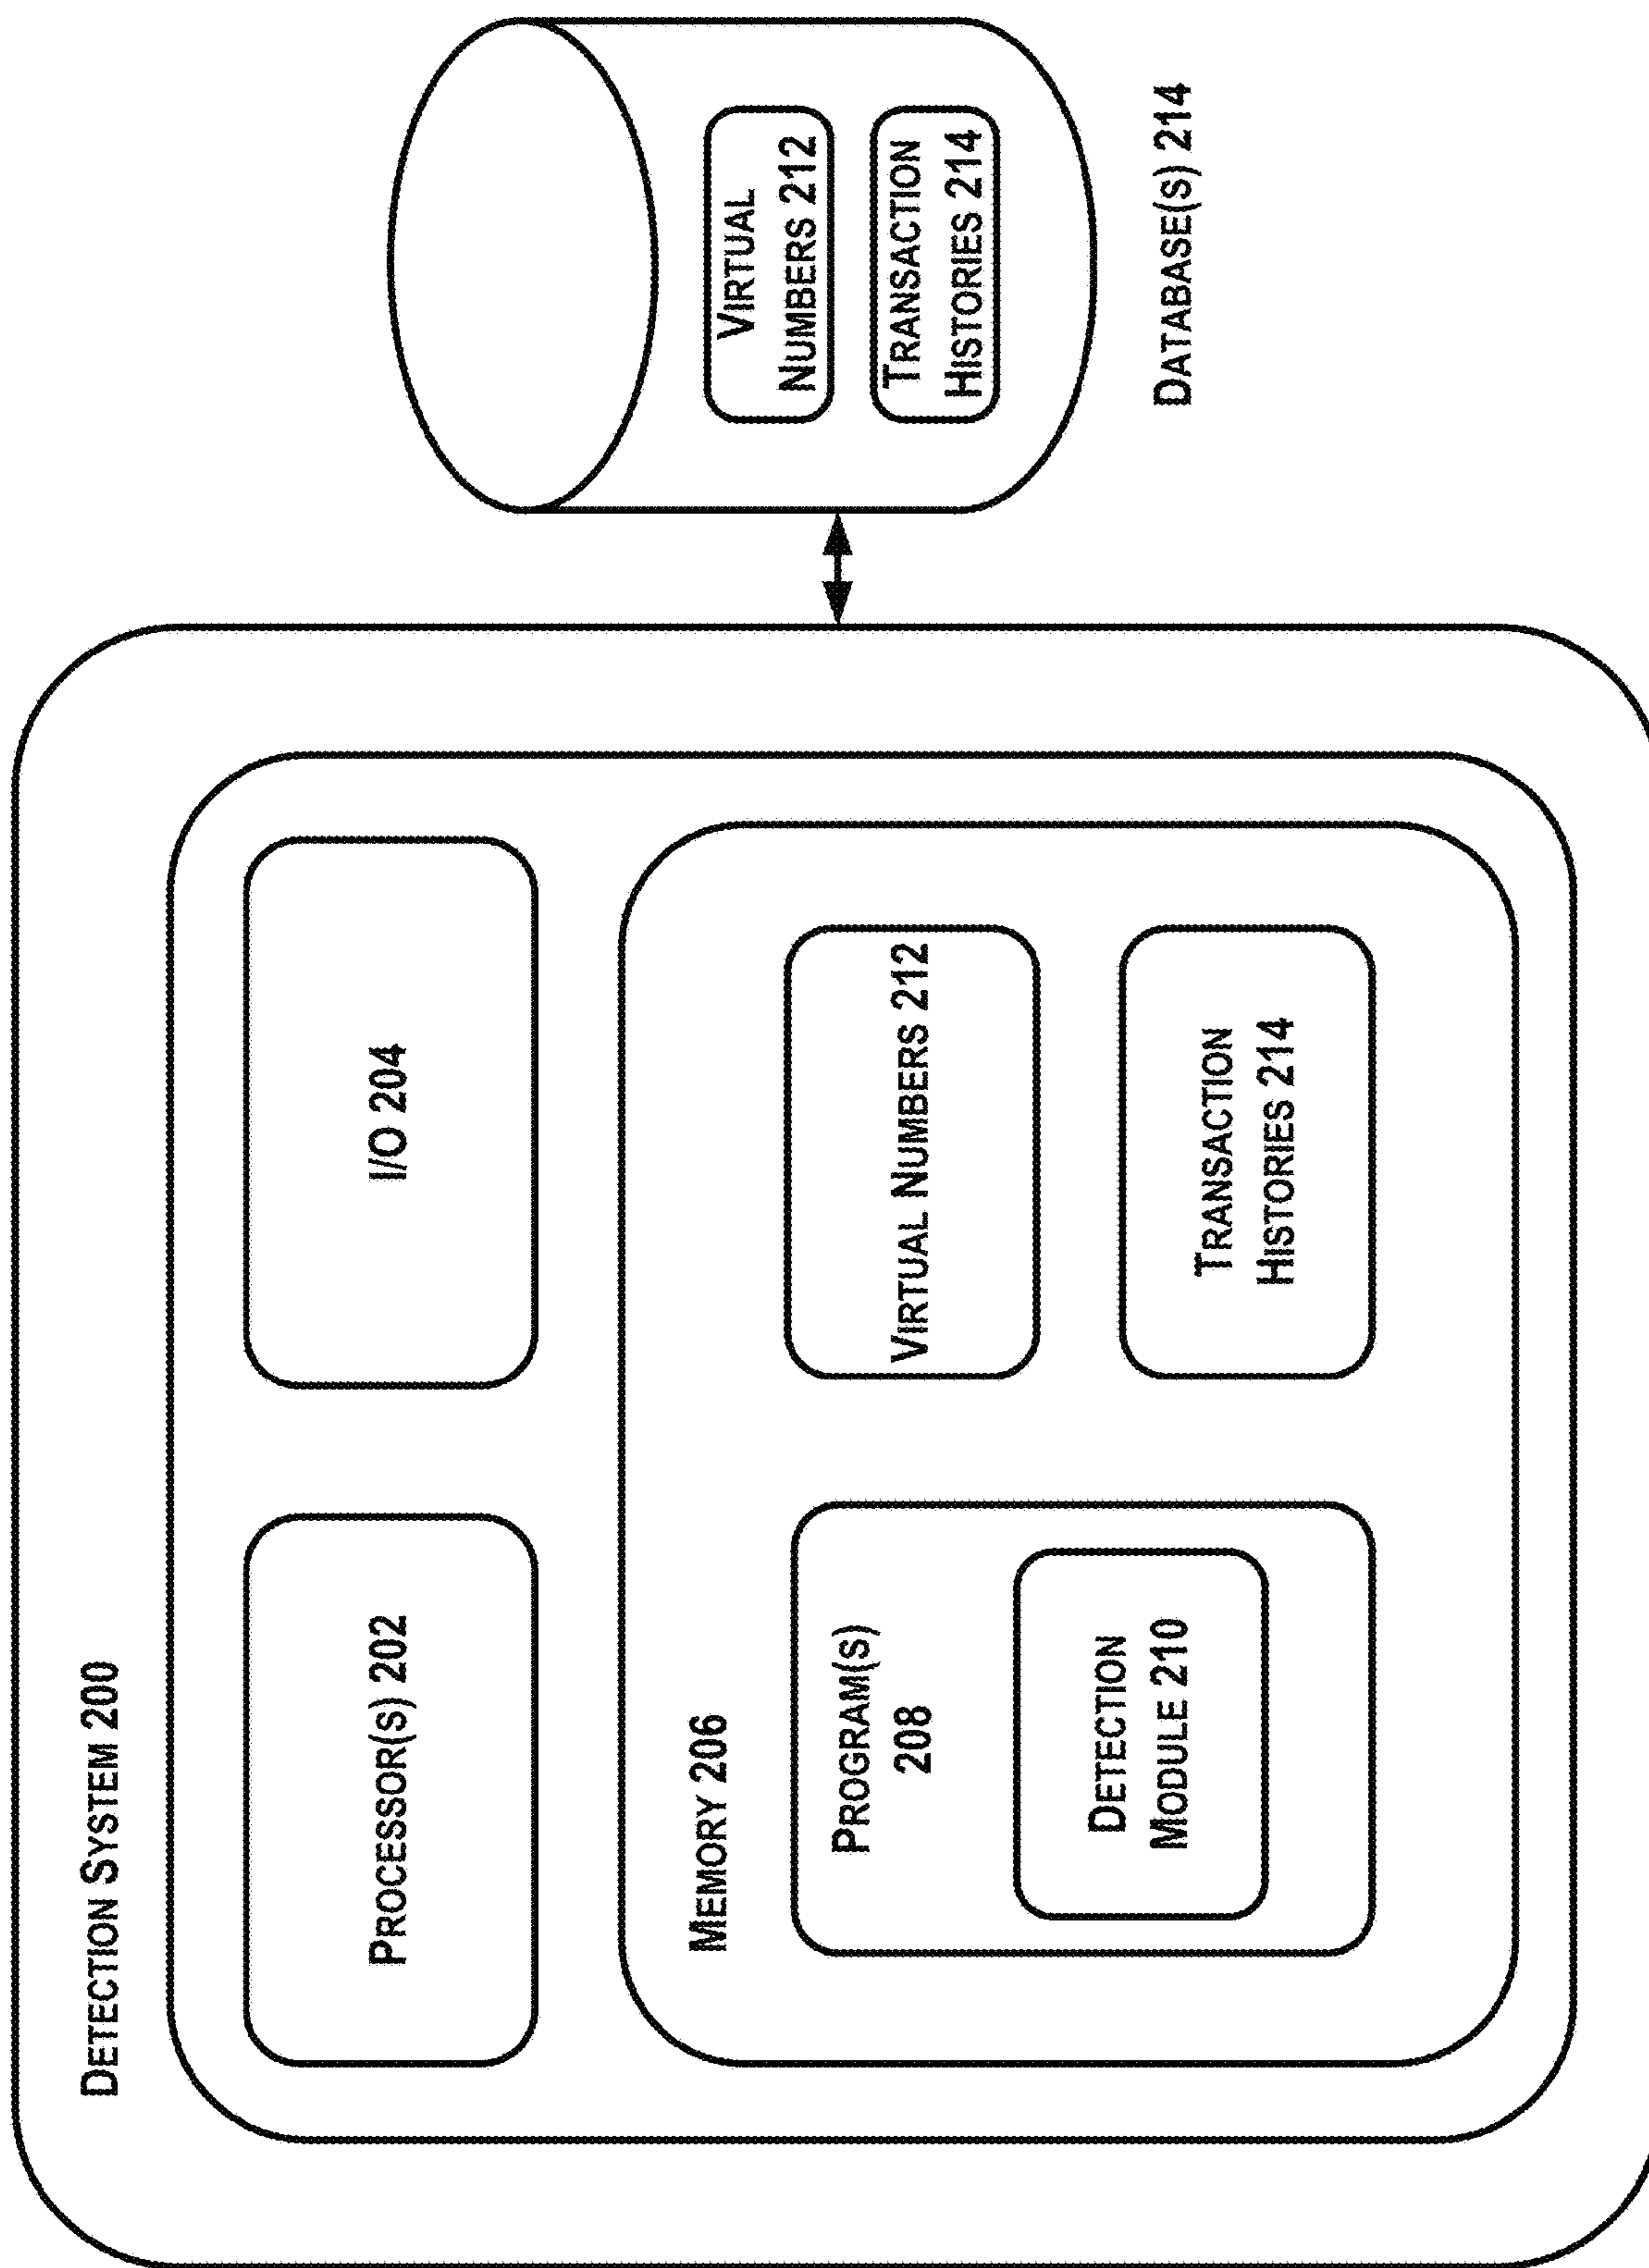 DETECTION SYSTEM 200
PROCESSOR(S) 202
I/O 204
MEMORY 206
PROGRAM(S)
208
DETECTION
MODULE 210
VIRTUAL NUMBERS 212
TRANSACTION
HISTORIES 214
VIRTUAL
NUMBERS 212
TRANSACTION
HISTORIES 214
DATABASE(S) 214